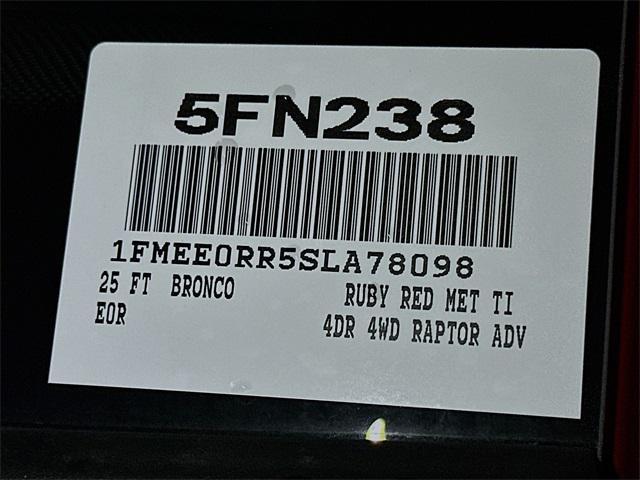 5FN238
1FMEE0RR5SLA78098
25 FT BRONCO RUBY RED MET TI
E0R 4DR 4WD RAPTOR ADV